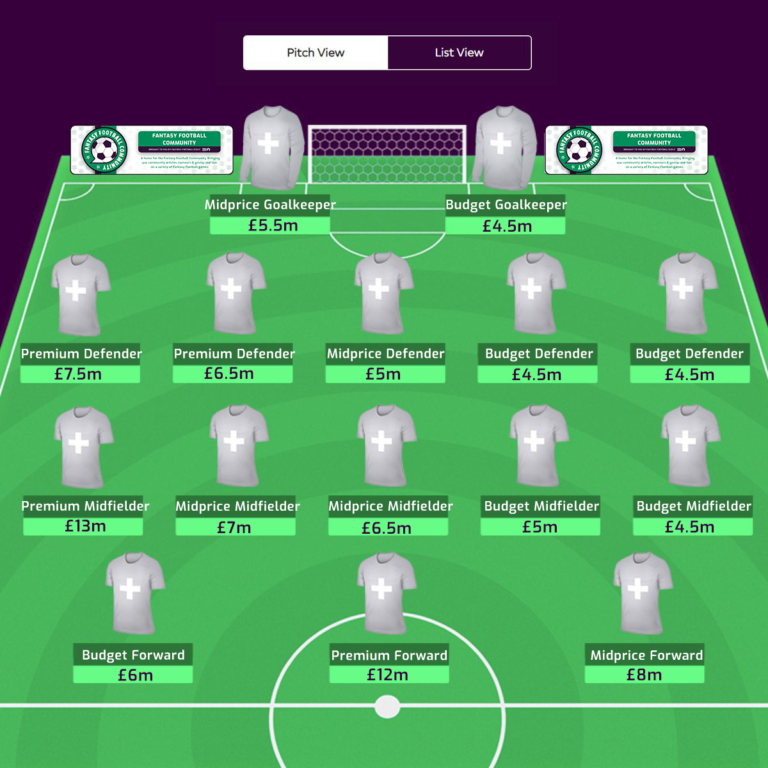 Pitch View
List View
FANTASY FOOTBALL COMMUNITY
FANTASY FOOTBALL
COMMUNITY
FANTASY FOOTBALL COMMUNITY
FANTASY FOOTBALL
COMMUNITY
Midprice Goalkeeper
£5.5m
Budget Goalkeeper
£4.5m
Premium Defender
£7.5m
Premium Defender
£6.5m
Midprice Defender
£5m
Budget Defender
£4.5m
Budget Defender
£4.5m
Premium Midfielder
£13m
Midprice Midfielder
£7m
Midprice Midfielder
£6.5m
Budget Midfielder
£5m
Budget Midfielder
£4.5m
Budget Forward
£6m
Premium Forward
£12m
Midprice Forward
£8m